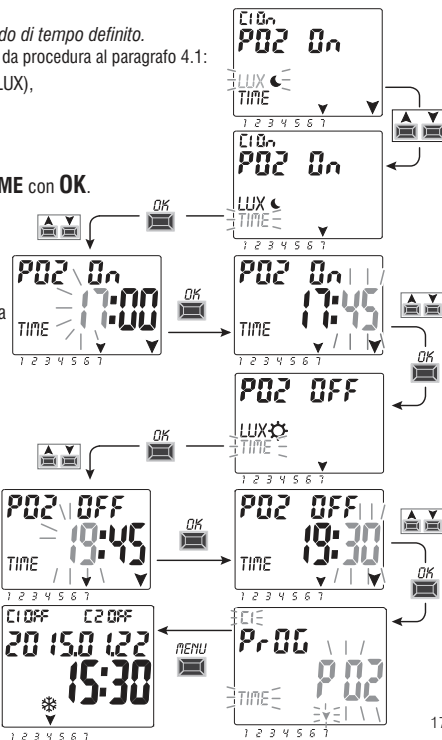 do di tempo definito.
da procedura al paragrafo 4.1:
LUX),
ME con OK.
a
C1 On
P02 On
LUX
TIME
1 2 3 4 5 6 7
C1 On
P02 On
LUX
TIME
1 2 3 4 5 6 7
OK
P02 On
17:00
TIME
1 2 3 4 5 6 7
OK
P02 On
17:45
TIME
1 2 3 4 5 6 7
OK
P02 OFF
LUX
TIME
1 2 3 4 5 6 7
OK
P02 OFF
19:45
TIME
1 2 3 4 5 6 7
OK
P02 OFF
19:30
TIME
1 2 3 4 5 6 7
OK
C1
PrOG
P02
TIME
1 2 3 4 5 6 7
MENU
C1 OFF C2 OFF
2015.01.22
15:30
1 2 3 4 5 6 7
17